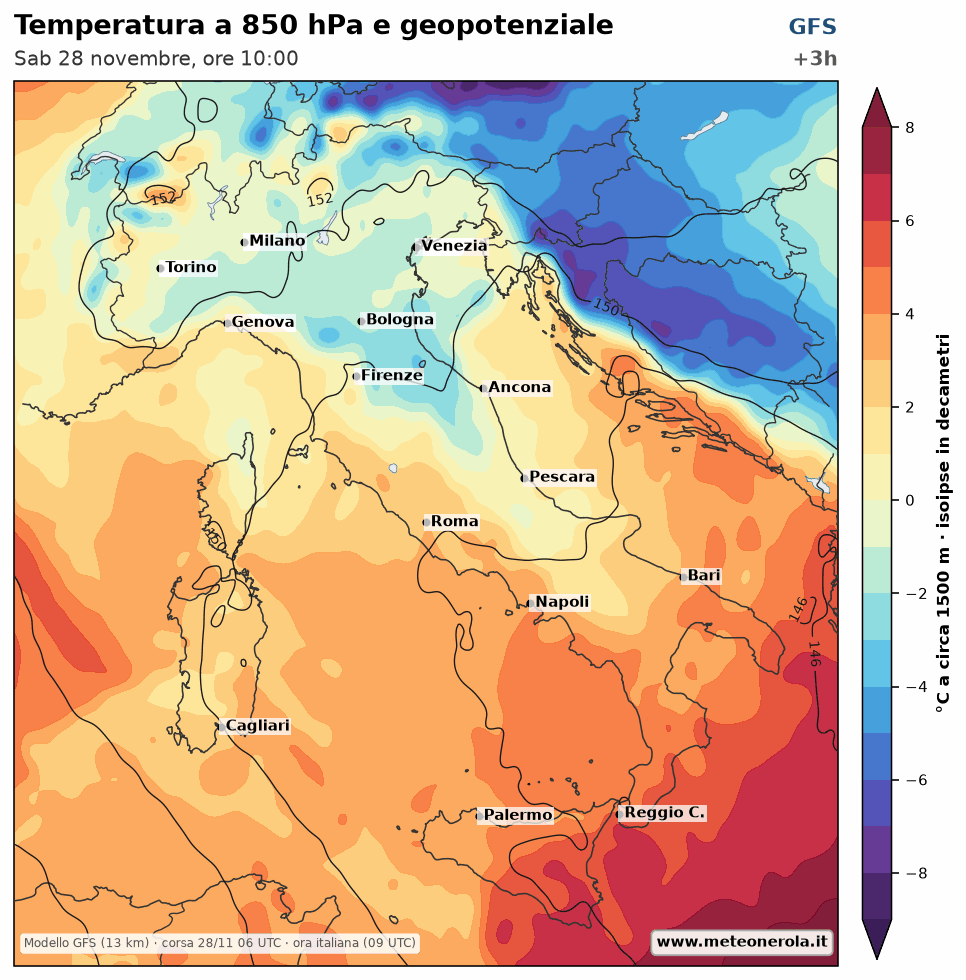 Temperatura a 850 hPa e geopotenziale
GFS
Sab 28 novembre, ore 10:00
+3h
152
152
Milano
Venezia
Torino
150
Genova
Bologna
Firenze
Ancona
Pescara
Roma
150
Bari
Napoli
146
146
Cagliari
Palermo
Reggio C.
Modello GFS (13 km) · corsa 28/11 06 UTC · ora italiana (09 UTC)
www.meteonerola.it
8
6
4
2
0
−2
−4
−6
−8
°C a circa 1500 m · isoipse in decametri